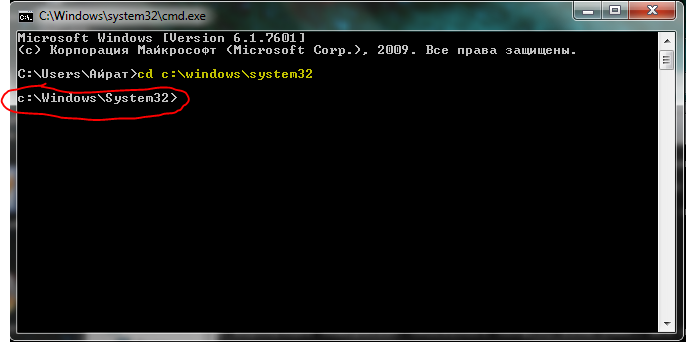 C:\Windows\system32\cmd.exe
Microsoft Windows [Version 6.1.7601]
(c) Корпорация Майкрософт (Microsoft Corp.), 2009. Все права защищены.
C:\Users\Айрат>cd c:\windows\system32
c:\Windows\System32>